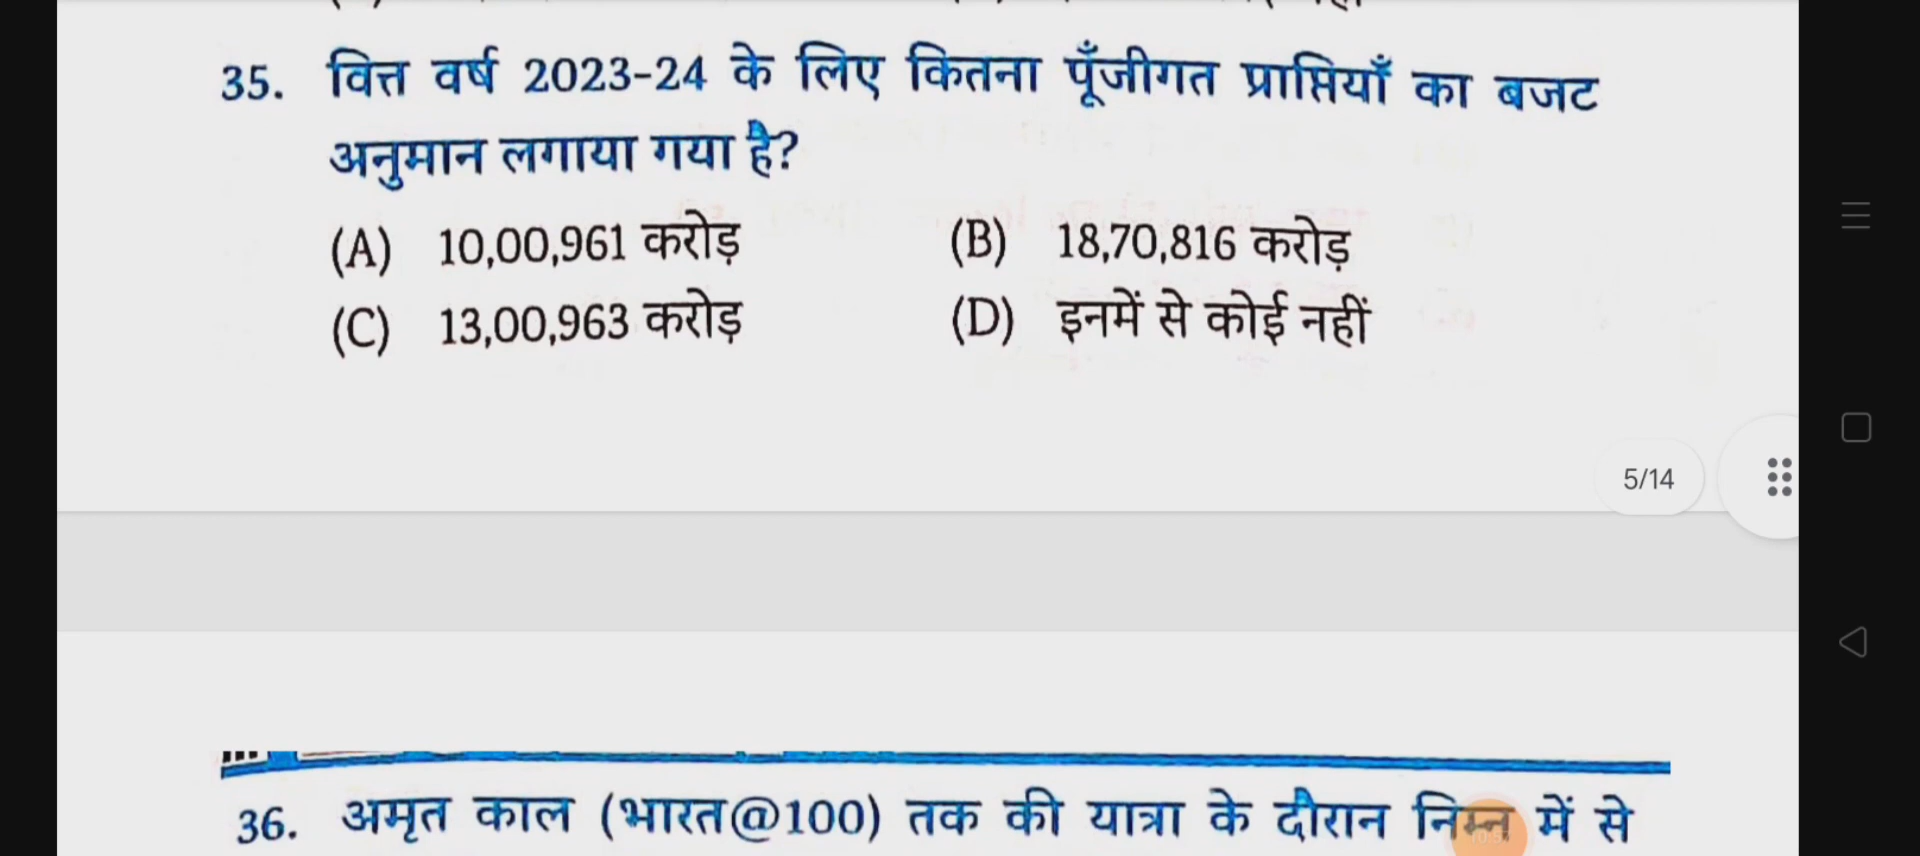 35. वित्त वर्ष 2023-24 के लिए कितना पूँजीगत प्राप्तियाँ का बजट
अनुमान लगाया गया है?
(A) 10,00,961 करोड़ (B) 18,70,816 करोड़
(C) 13,00,963 करोड़ (D) इनमें से कोई नहीं
5/14
36. अमृत काल (भारत@100) तक की यात्रा के दौरान निम्न में से